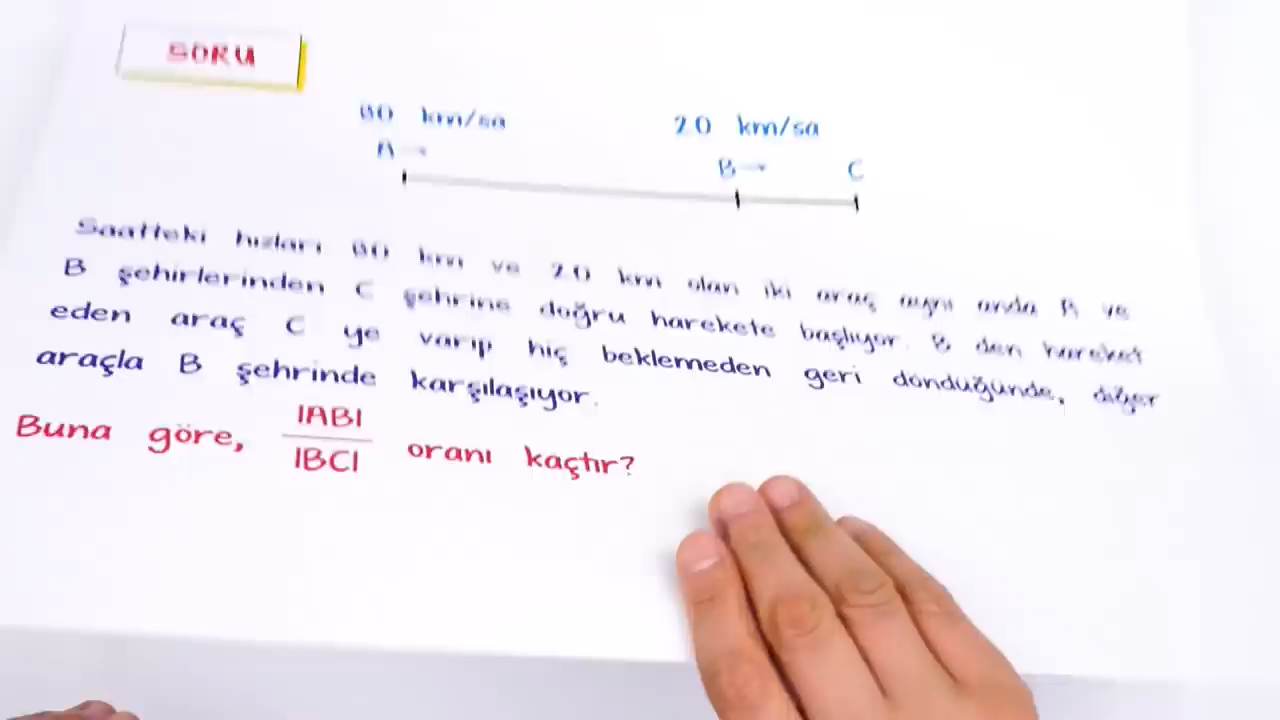 SORU
km/sa 20 km/sa
A B C
Saatteki hızları km ve 20 km olan iki araç aynı anda A ve
B şehirlerinden C şehrine doğru harekete başlıyor. B den hareket
eden araç C ye varıp hiç beklemeden geri döndüğünde, diğer
araçla B şehrinde karşılaşıyor.
Buna göre, |AB| / |BC| oranı kaçtır?